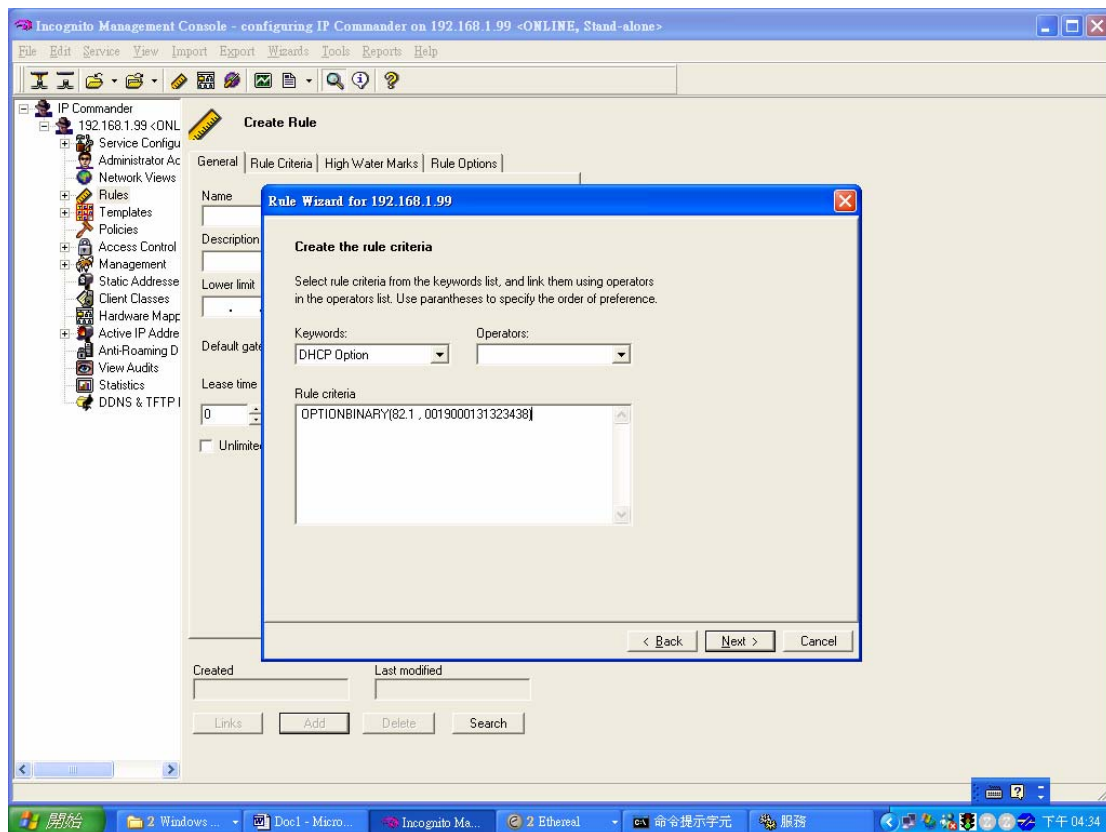 Incognito Management Console - configuring IP Commander on 192.168.1.99 <ONLINE, Stand-alone>
File Edit Service View Import Export Wizards Tools Reports Help
IP Commander
192.168.1.99 <ONL
Service Configu
Administrator Ac
Network Views
Rules
Templates
Policies
Access Control
Management
Static Addresse
Client Classes
Hardware Mapp
Active IP Addre
Anti-Roaming D
View Audits
Statistics
DDNS & TFTP I
Create Rule
General Rule Criteria High Water Marks Rule Options
Name
Description
Lower limit
. .
Default gate
Lease time
0
Unlimite
Rule Wizard for 192.168.1.99
Create the rule criteria
Select rule criteria from the keywords list, and link them using operators
in the operators list. Use parantheses to specify the order of preference.
Keywords: Operators:
DHCP Option
Rule criteria
OPTIONBINARY(82.1 , 0019000131323438)
< Back Next > Cancel
Created Last modified
Links Add Delete Search
開始 2 Windows ... Doc1 - Micro... Incognito Ma... 2 Ethereal 命令提示字元 服務 下午 04:34